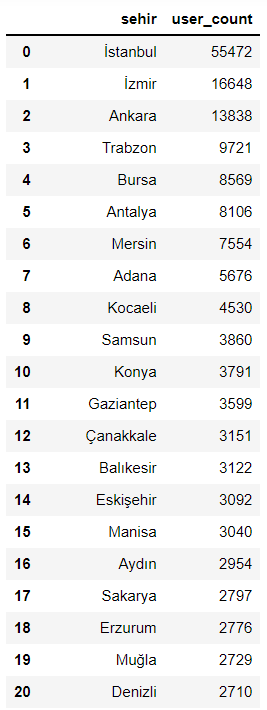 sehir user_count
0 İstanbul 55472
1 İzmir 16648
2 Ankara 13838
3 Trabzon 9721
4 Bursa 8569
5 Antalya 8106
6 Mersin 7554
7 Adana 5676
8 Kocaeli 4530
9 Samsun 3860
10 Konya 3791
11 Gaziantep 3599
12 Çanakkale 3151
13 Balıkesir 3122
14 Eskişehir 3092
15 Manisa 3040
16 Aydın 2954
17 Sakarya 2797
18 Erzurum 2776
19 Muğla 2729
20 Denizli 2710